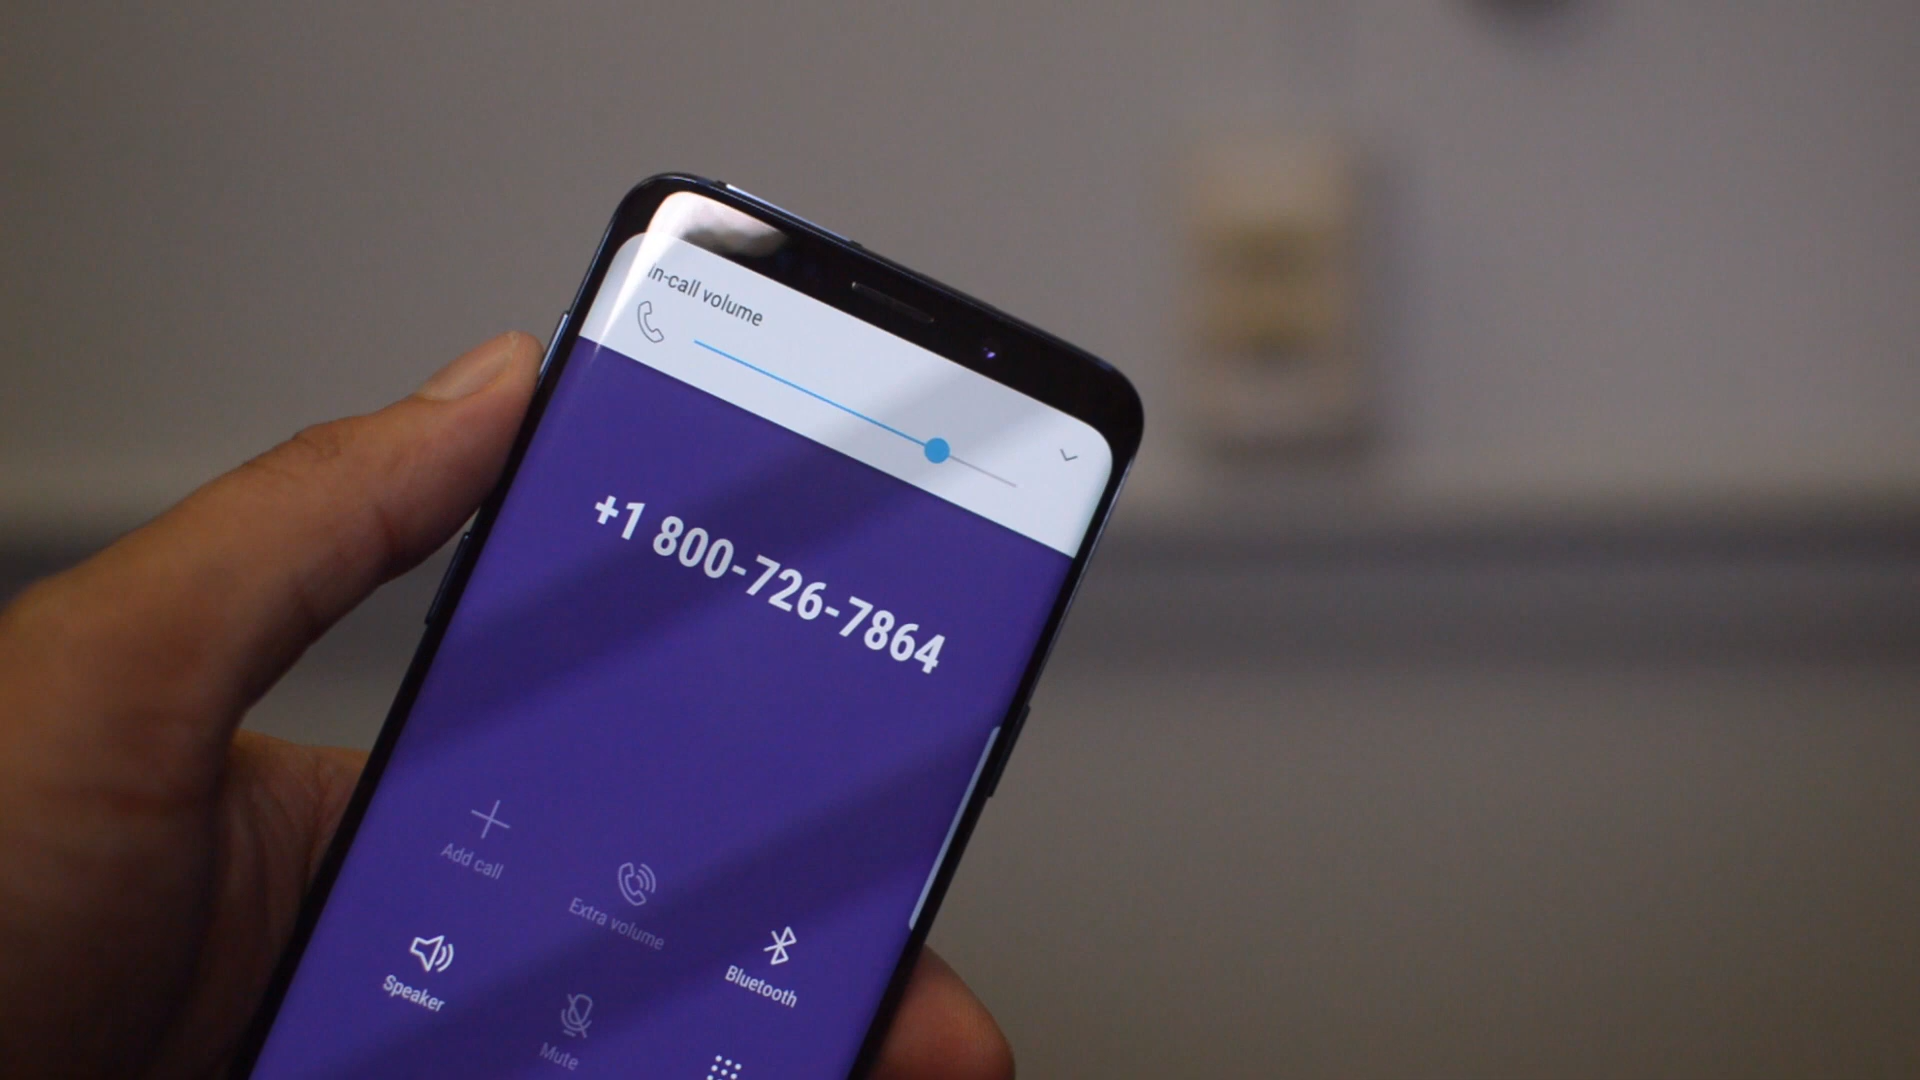 In-call volume
+1 800-726-7864
Add call
Extra volume
Bluetooth
Speaker
Mute